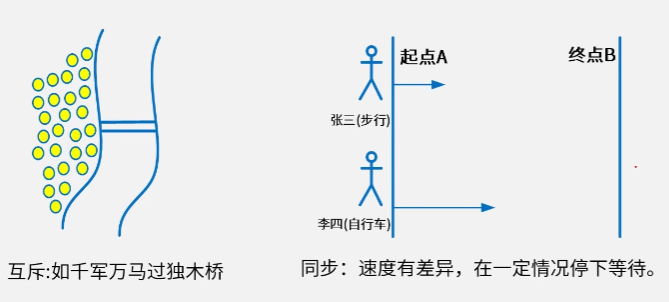 起点A
终点B
张三(步行)
李四(自行车)
互斥:如千军万马过独木桥
同步：速度有差异，在一定情况停下等待。